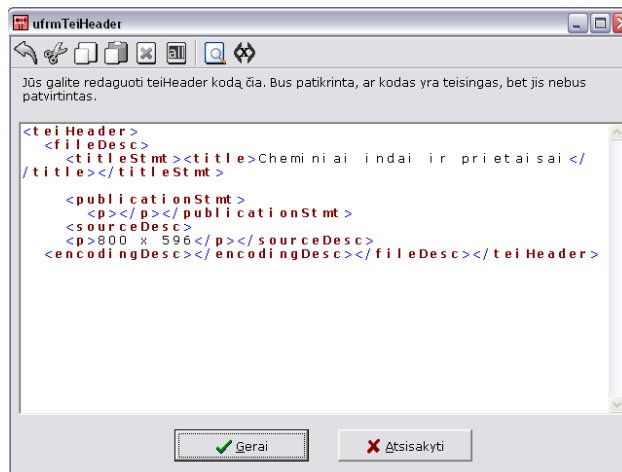 ufrmTeiHeader
all
Jūs galite redaguoti teiHeader kodą čia. Bus patikrinta, ar kodas yra teisingas, bet jis nebus
patvirtintas.
<teiHeader>
<fileDesc>
<titleStmt><title>Cheminiai indai ir prietaisai</
/title></titleStmt>
<publicationStmt>
<p></p></publicationStmt>
<sourceDesc>
<p>800 x 596</p></sourceDesc>
<encodingDesc></encodingDesc></fileDesc></teiHeader>
Gerai
Atsisakyti